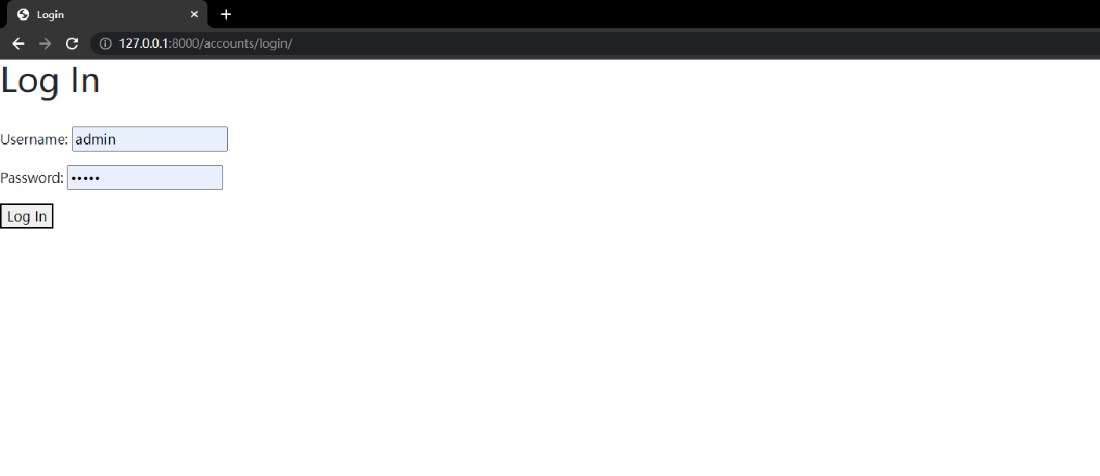 Login
127.0.0.1:8000/accounts/login/
Log In
Username: admin
Password: •••••
Log In